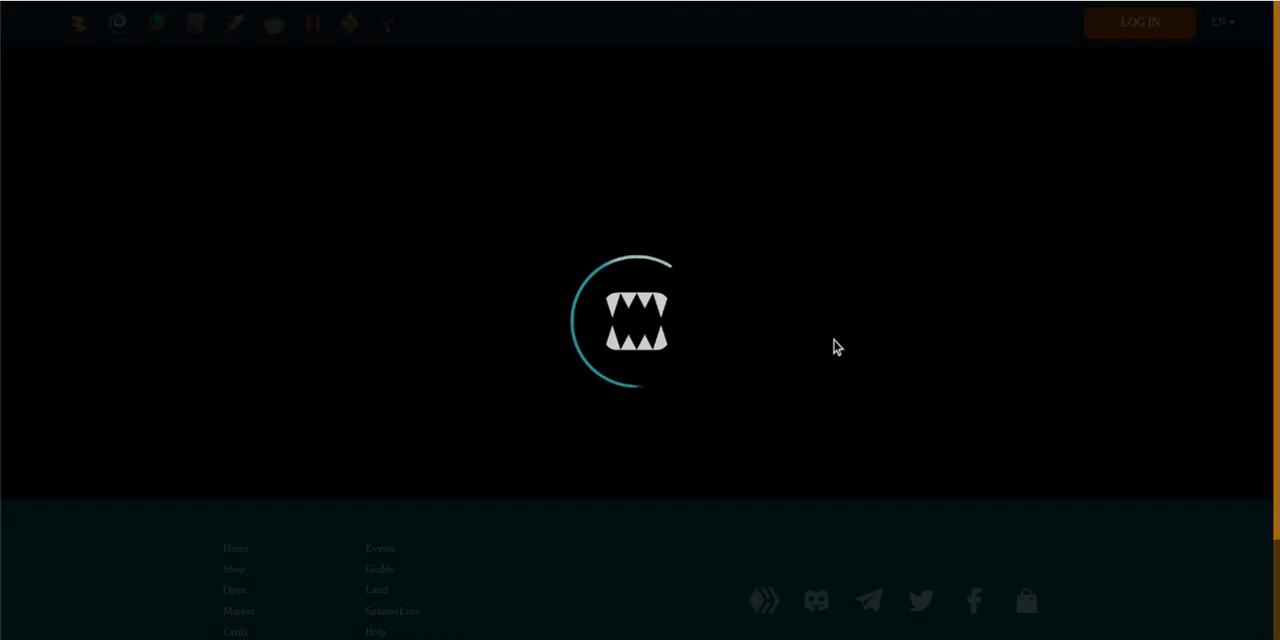 LOG IN
EN
Home
Events
Shop
Guilds
Open
Land
Market
SplinterLore
Cards
Help